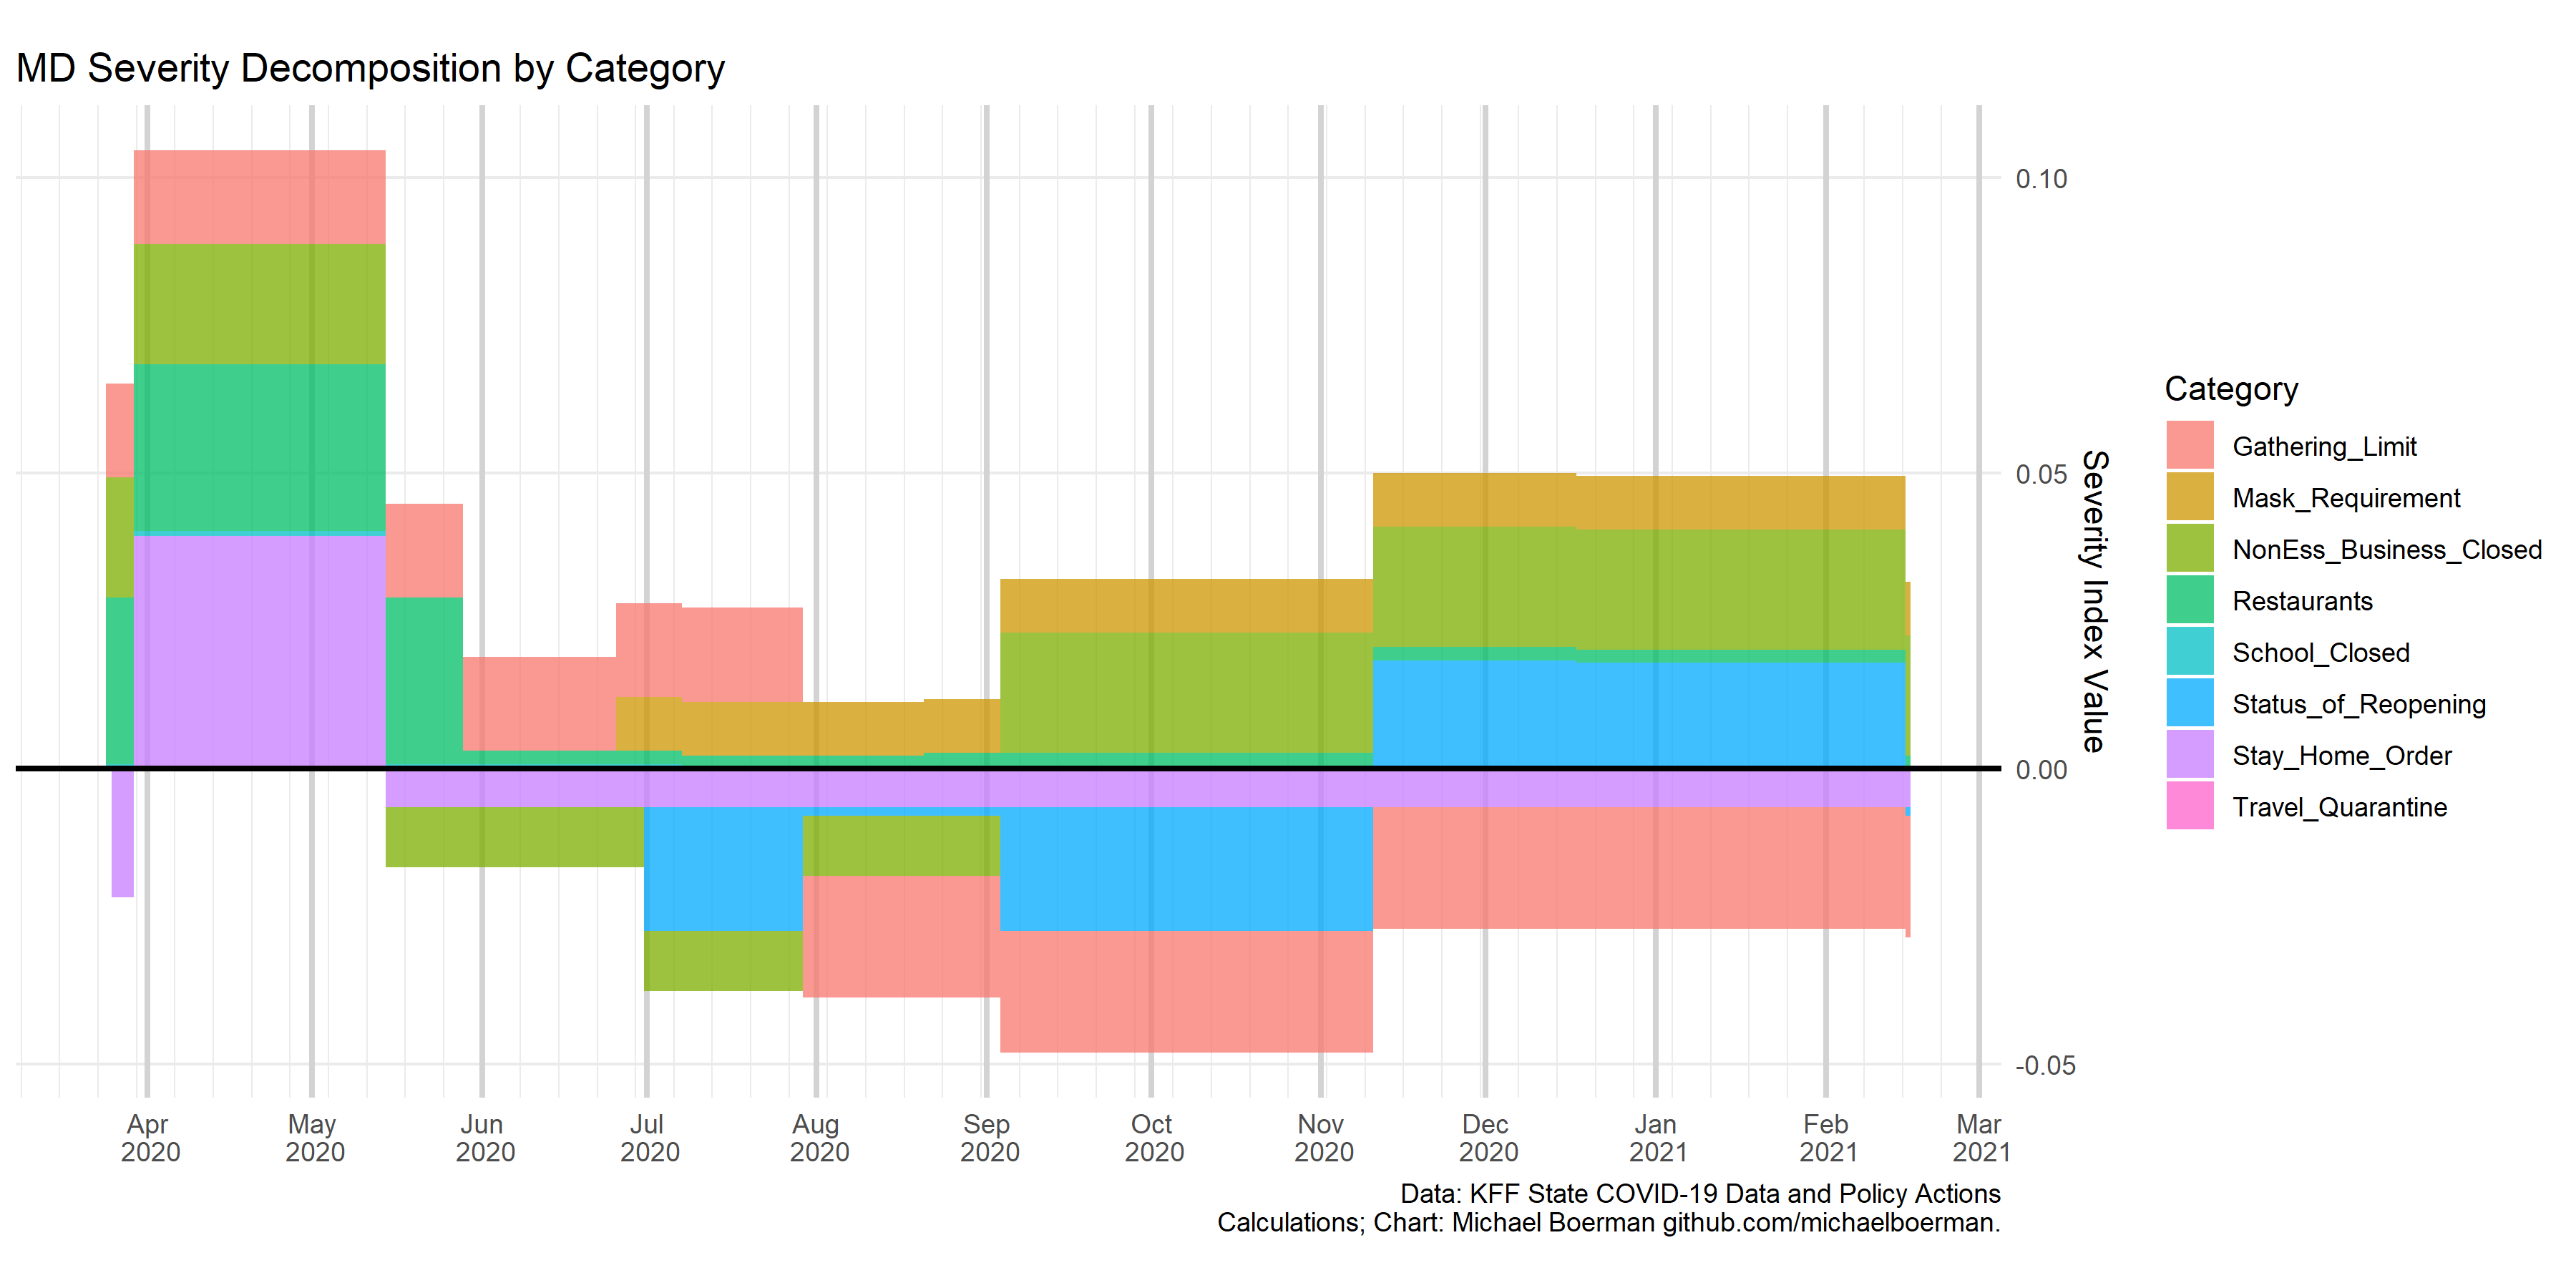 MD Severity Decomposition by Category
0.10
0.05
0.00
-0.05
Severity Index Value
Apr
2020
May
2020
Jun
2020
Jul
2020
Aug
2020
Sep
2020
Oct
2020
Nov
2020
Dec
2020
Jan
2021
Feb
2021
Mar
2021
Category
Gathering_Limit
Mask_Requirement
NonEss_Business_Closed
Restaurants
School_Closed
Status_of_Reopening
Stay_Home_Order
Travel_Quarantine
Data: KFF State COVID-19 Data and Policy Actions
Calculations; Chart: Michael Boerman github.com/michaelboerman.